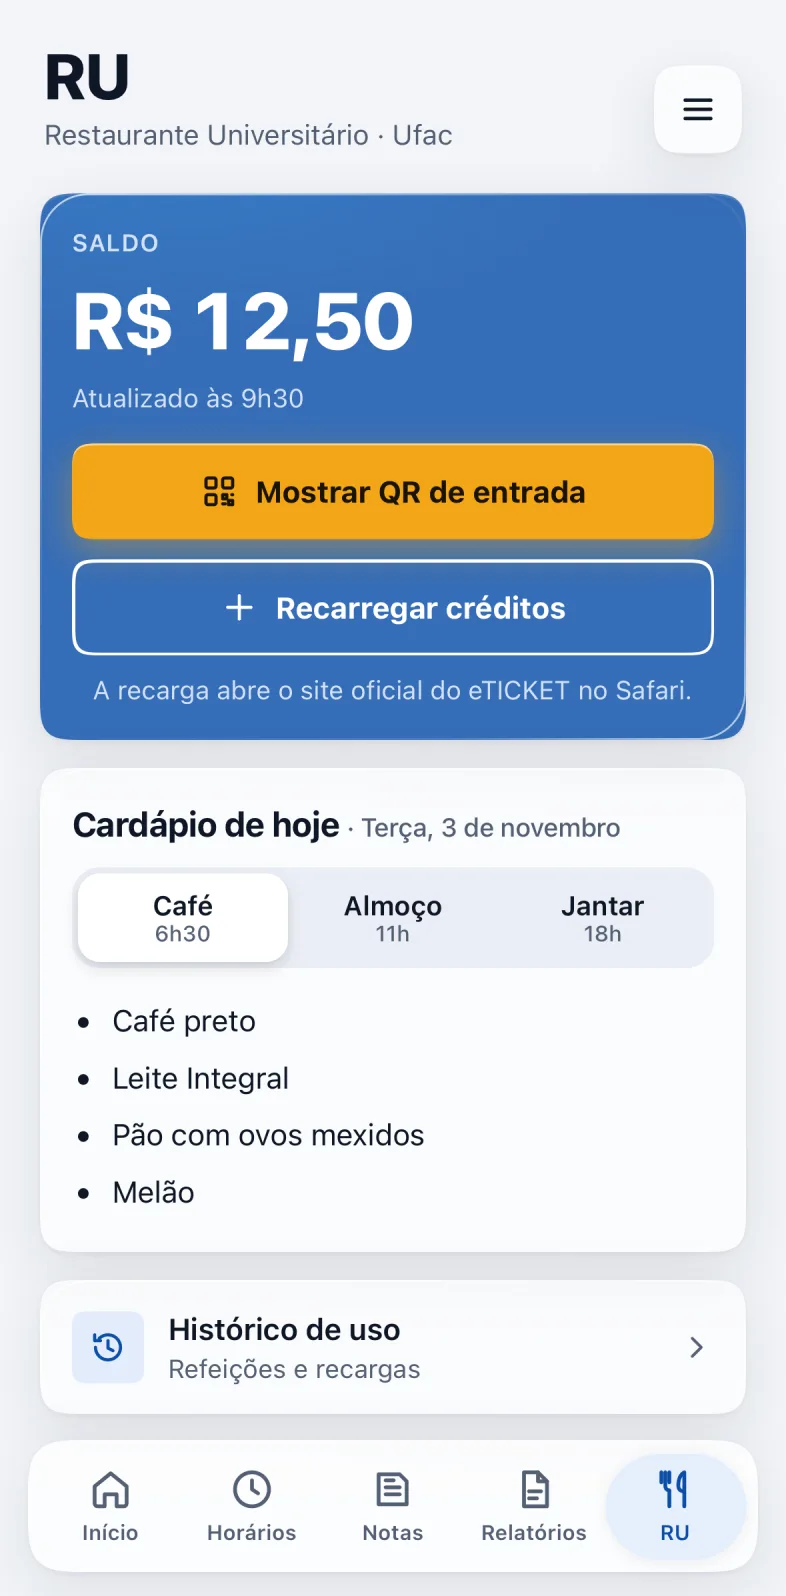 RU
Restaurante Universitário · Ufac
SALDO
R$ 12,50
Atualizado às 9h30
Mostrar QR de entrada
Recarregar créditos
A recarga abre o site oficial do eTICKET no Safari.
Cardápio de hoje · Terça, 3 de novembro
Café
6h30
Almoço
11h
Jantar
18h
• Café preto
• Leite Integral
• Pão com ovos mexidos
• Melão
Histórico de uso
Refeições e recargas
Início
Horários
Notas
Relatórios
RU